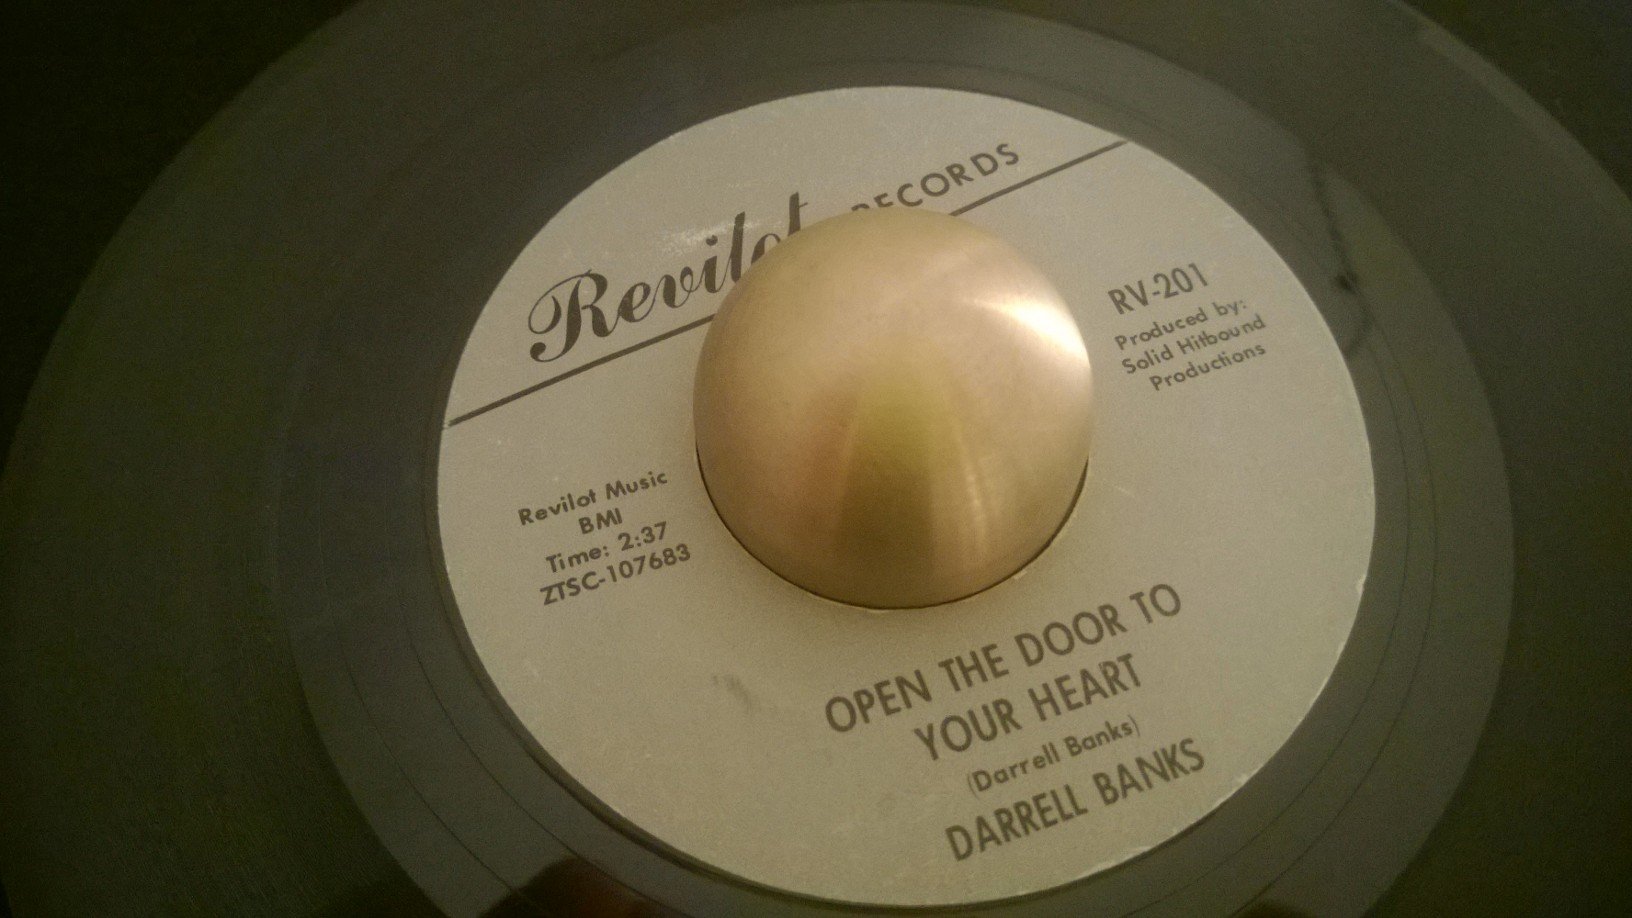 Revilot RECORDS
RV-201
Produced by:
Solid Hitbound
Productions
Revilot Music
BMI
Time: 2:37
ZTSC-107683
OPEN THE DOOR TO
YOUR HEART
(Darrell Banks)
DARRELL BANKS